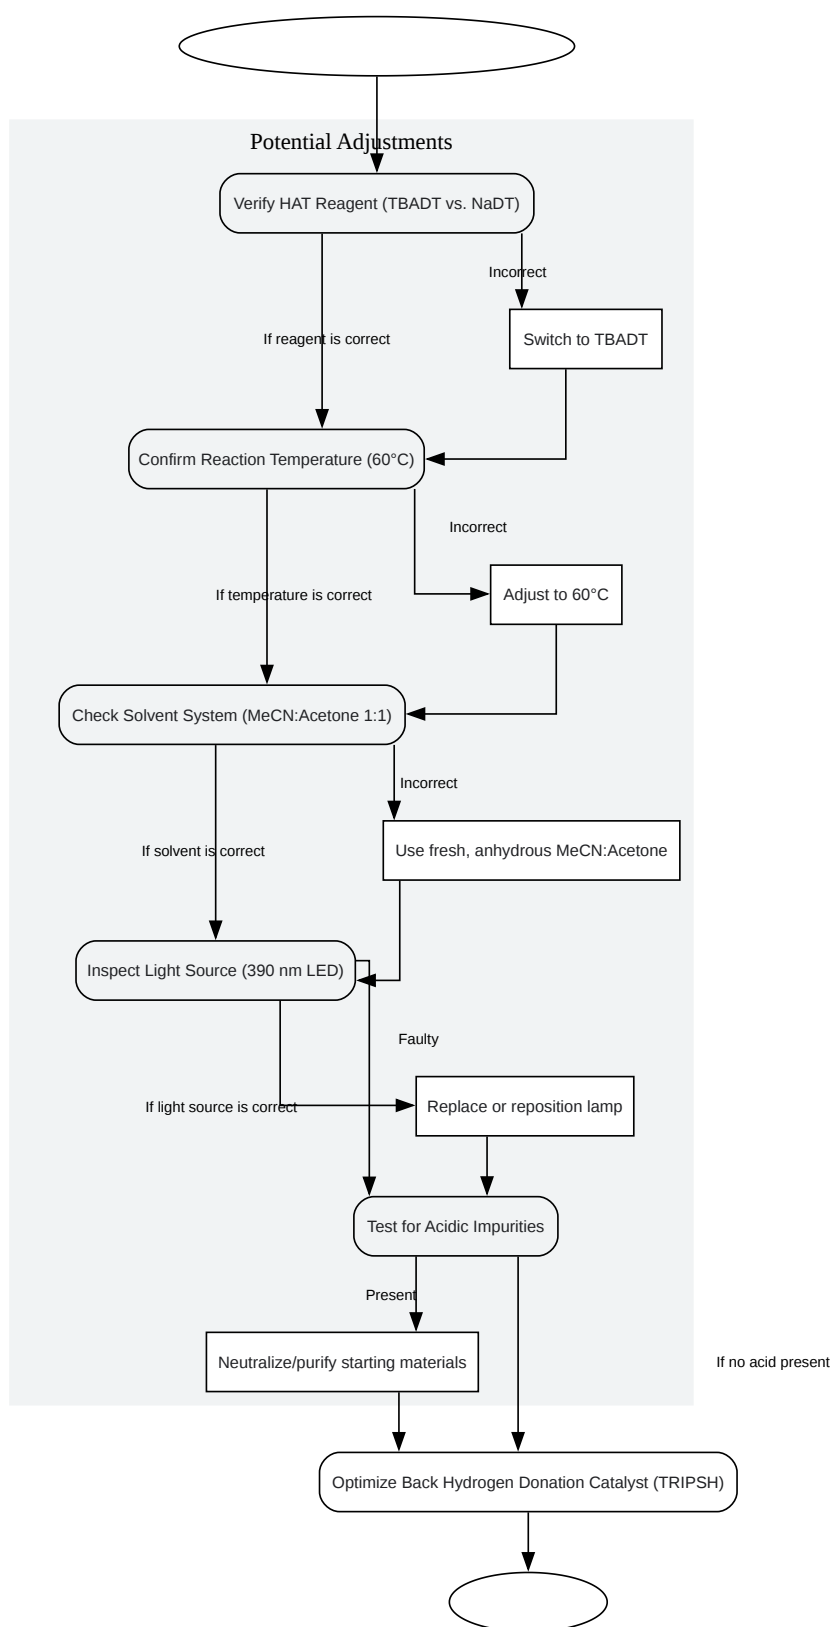 Potential Adjustments
Verify HAT Reagent (TBADT vs. NaDT)
Incorrect
If reagent is correct
Switch to TBADT
Confirm Reaction Temperature (60°C)
Incorrect
If temperature is correct
Adjust to 60°C
Check Solvent System (MeCN:Acetone 1:1)
Incorrect
If solvent is correct
Use fresh, anhydrous MeCN:Acetone
Inspect Light Source (390 nm LED)
Faulty
If light source is correct
Replace or reposition lamp
Test for Acidic Impurities
Present
Neutralize/purify starting materials
If no acid present
Optimize Back Hydrogen Donation Catalyst (TRIPSH)